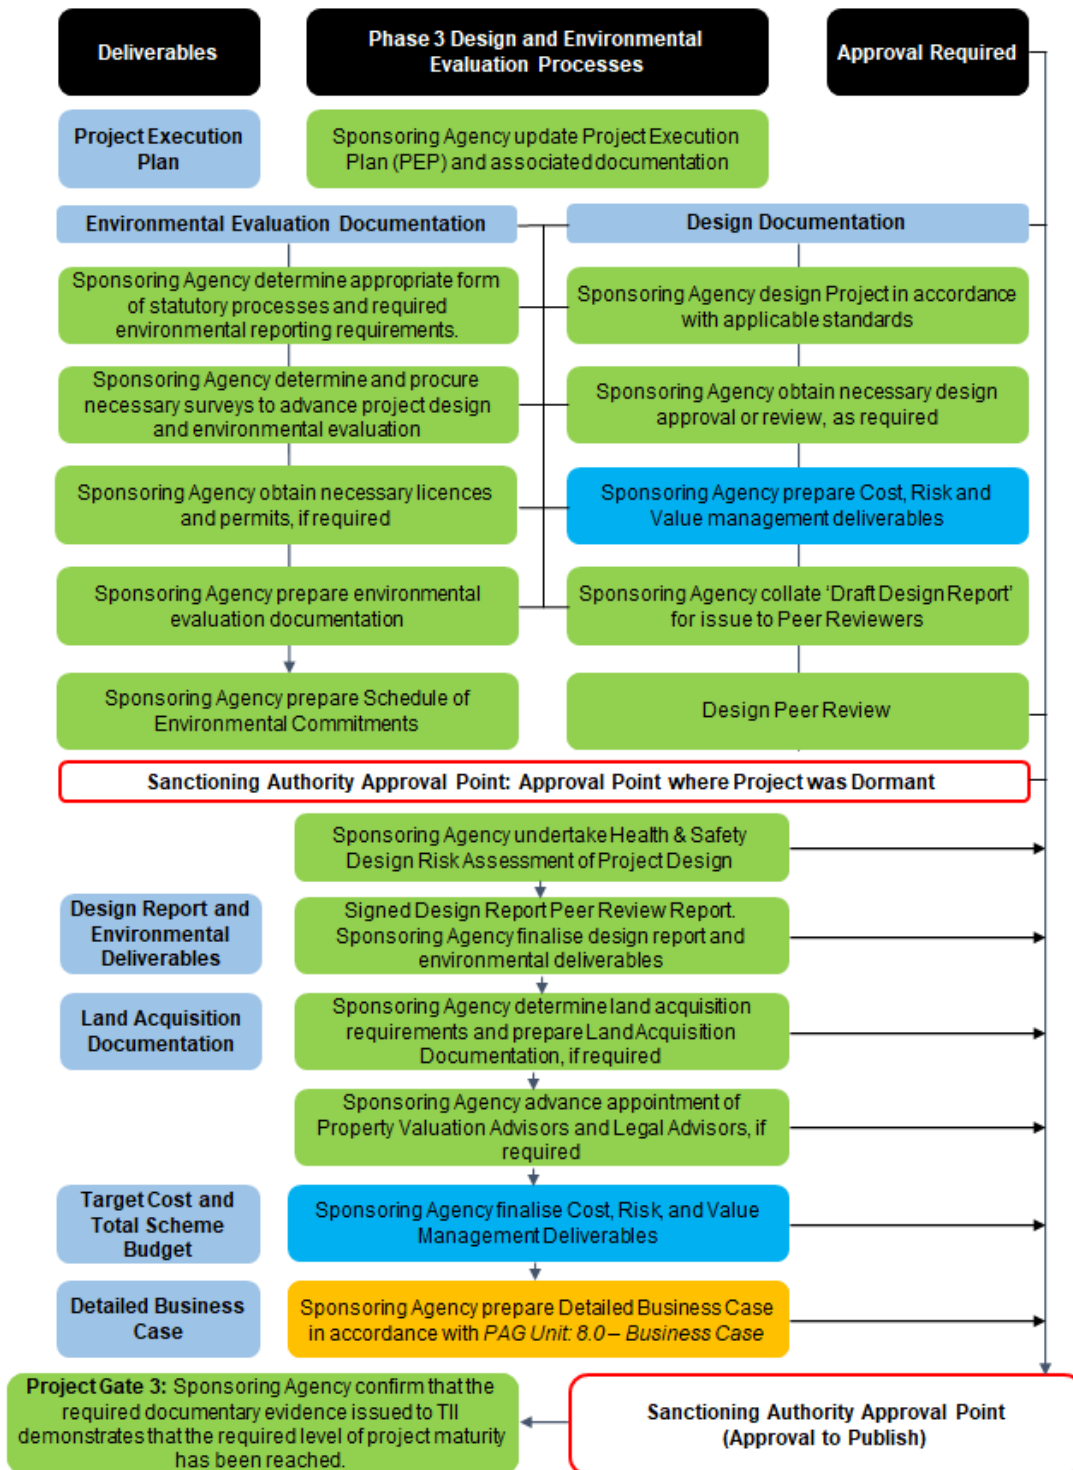 Deliverables
Phase 3 Design and Environmental
Evaluation Processes
Approval Required
Project Execution
Plan
Sponsoring Agency update Project Execution
Plan (PEP) and associated documentation
Environmental Evaluation Documentation
Design Documentation
Sponsoring Agency determine appropriate form
of statutory processes and required
environmental reporting requirements.
Sponsoring Agency design Project in accordance
with applicable standards
Sponsoring Agency determine and procure
necessary surveys to advance project design
and environmental evaluation
Sponsoring Agency obtain necessary design
approval or review, as required
Sponsoring Agency obtain necessary licences
and permits, if required
Sponsoring Agency prepare Cost, Risk and
Value management deliverables
Sponsoring Agency prepare environmental
evaluation documentation
Sponsoring Agency collate ‘Draft Design Report’
for issue to Peer Reviewers
Sponsoring Agency prepare Schedule of
Environmental Commitments
Design Peer Review
Sanctioning Authority Approval Point: Approval Point where Project was Dormant
Sponsoring Agency undertake Health & Safety
Design Risk Assessment of Project Design
Design Report and
Environmental
Deliverables
Signed Design Report Peer Review Report.
Sponsoring Agency finalise design report and
environmental deliverables
Land Acquisition
Documentation
Sponsoring Agency determine land acquisition
requirements and prepare Land Acquisition
Documentation, if required
Sponsoring Agency advance appointment of
Property Valuation Advisors and Legal Advisors, if
required
Target Cost and
Total Scheme
Budget
Sponsoring Agency finalise Cost, Risk, and Value
Management Deliverables
Detailed Business
Case
Sponsoring Agency prepare Detailed Business Case
in accordance with PAG Unit: 8.0 – Business Case
Project Gate 3: Sponsoring Agency confirm that the
required documentary evidence issued to TII
demonstrates that the required level of project maturity
has been reached.
Sanctioning Authority Approval Point
(Approval to Publish)